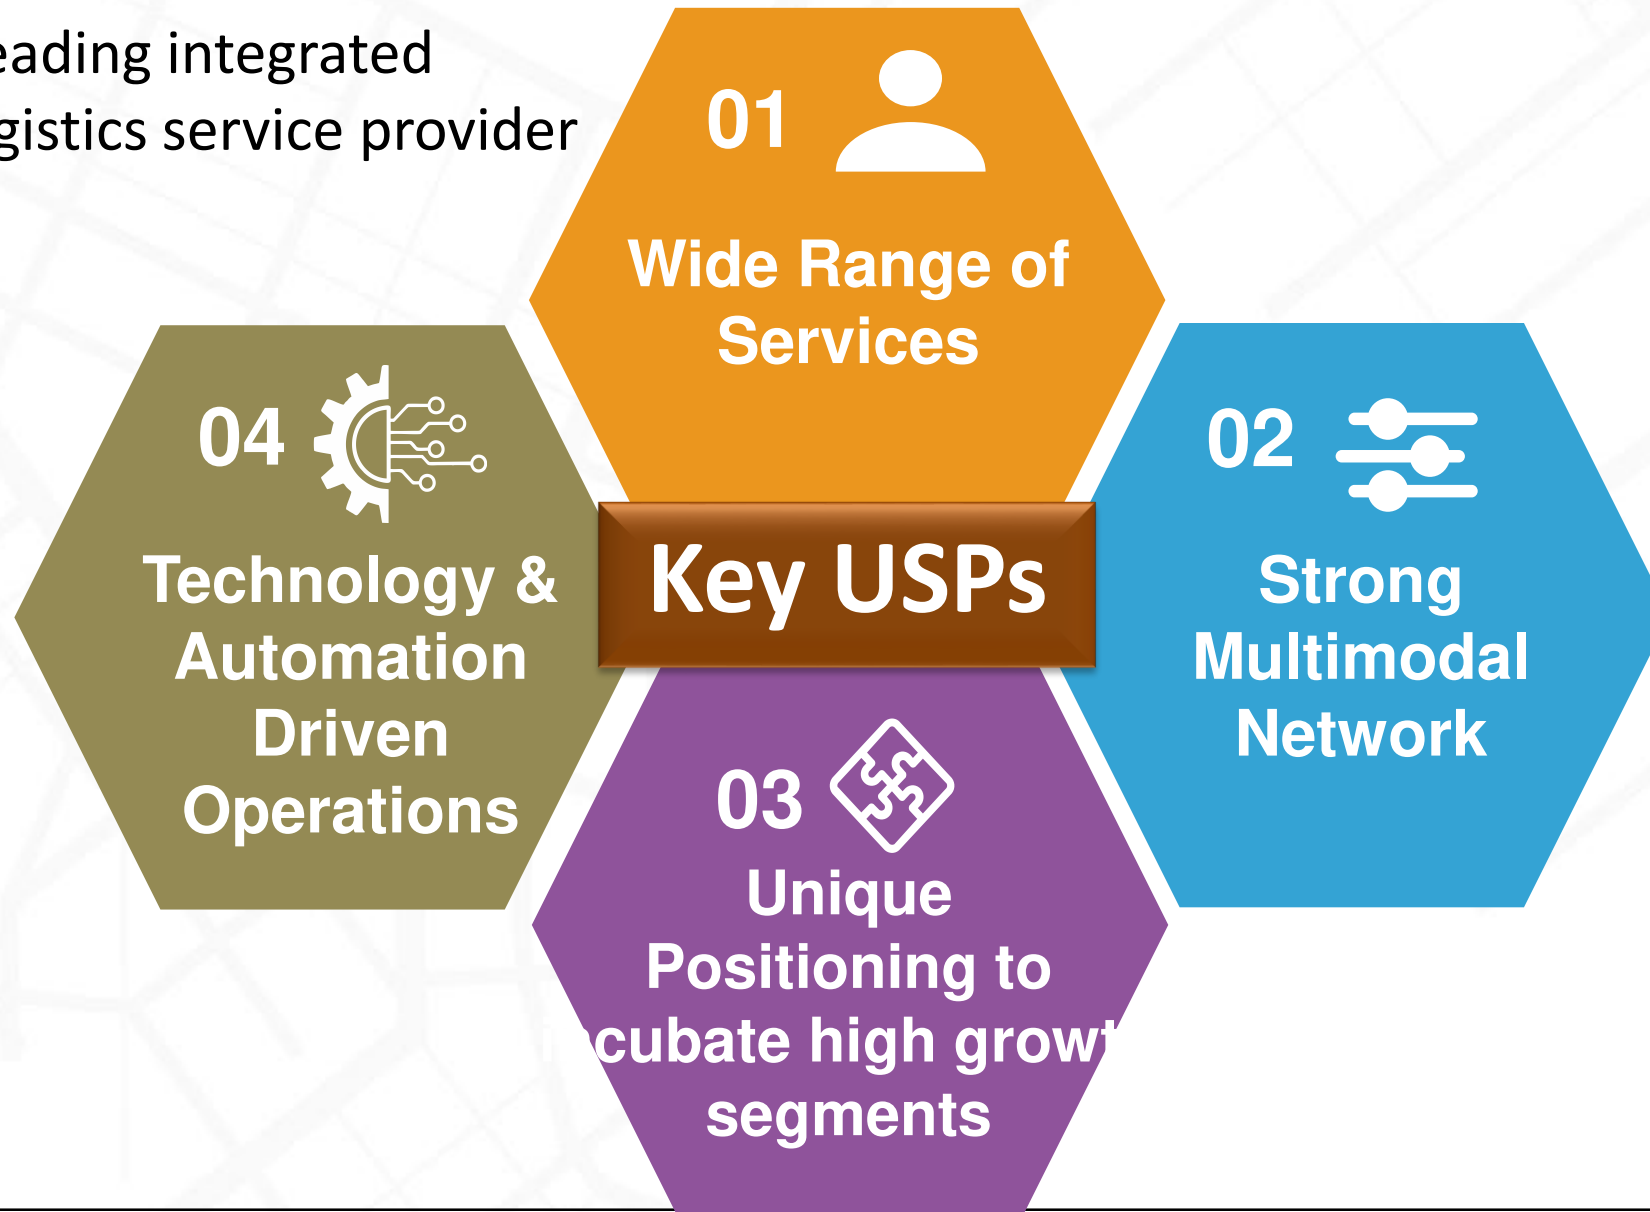 eading integrated
gistics service provider
01
Wide Range of
Services
02
Strong
Multimodal
Network
Key USPs
03
Unique
Positioning to
cubate high growt
segments
04
Technology &
Automation
Driven
Operations